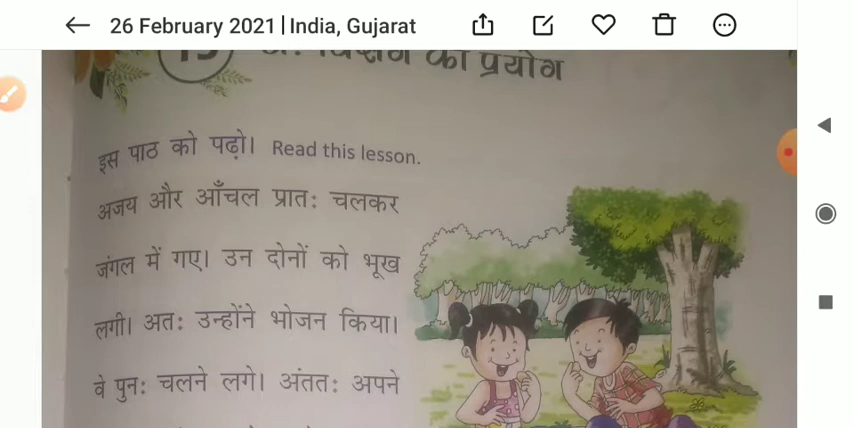 26 February 2021 | India, Gujarat
का प्रयोग
इस पाठ को पढ़ो। Read this lesson.
अजय और आँचल प्रातः चलकर
जंगल में गए। उन दोनों को भूख
लगी। अतः उन्होंने भोजन किया।
वे पुनः चलने लगे। अंततः अपने